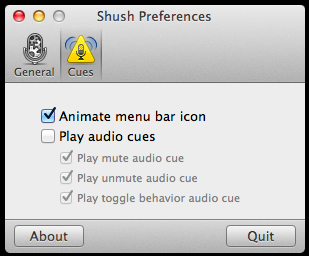 Shush Preferences
General
Cues
Animate menu bar icon
Play audio cues
Play mute audio cue
Play unmute audio cue
Play toggle behavior audio cue
About
Quit